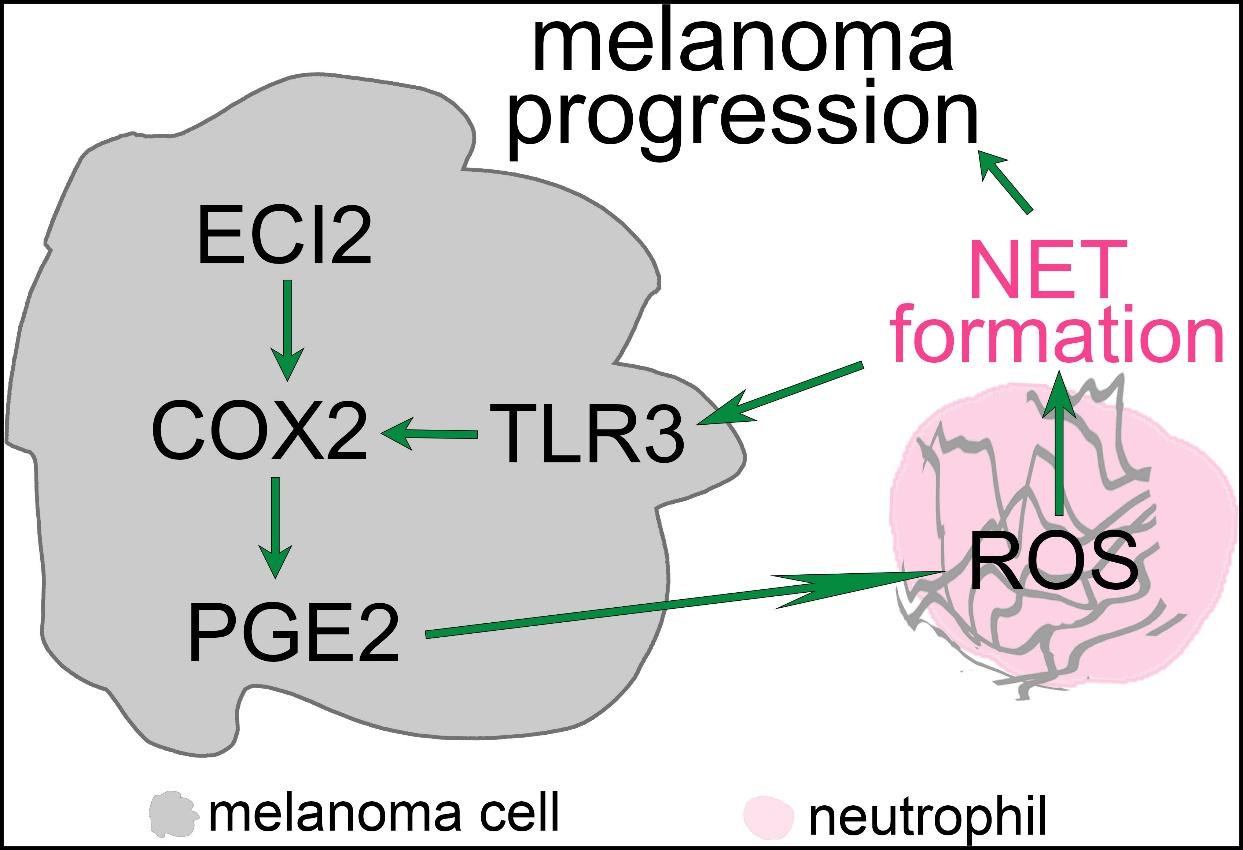 melanoma
progression
ECI2
NET
formation
COX2
TLR3
ROS
PGE2
melanoma cell
neutrophil